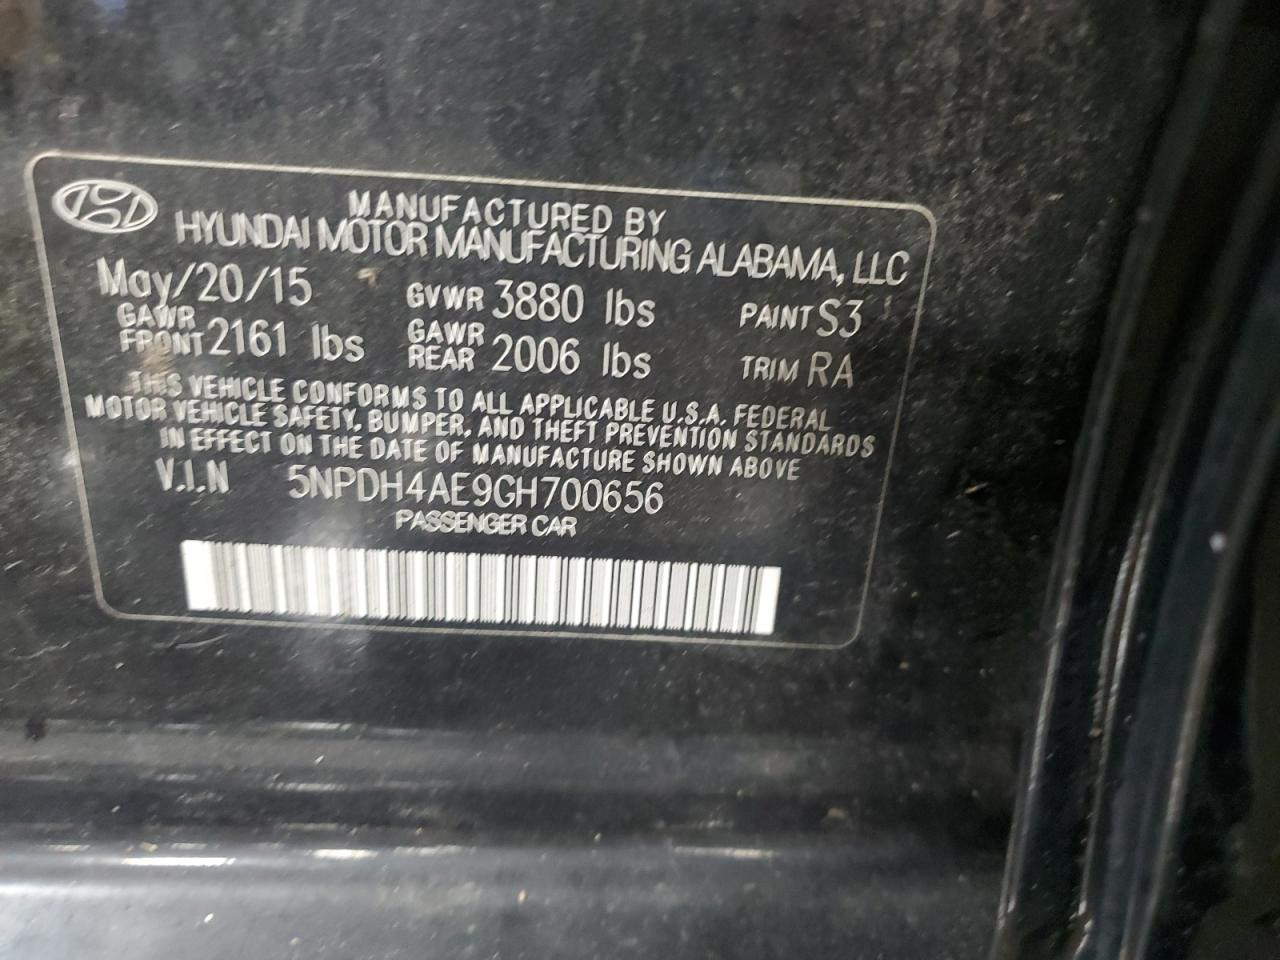 MANUFACTURED BY
HYUNDAI MOTOR MANUFACTURING ALABAMA, LLC
May/20/15 GVWR 3880 lbs PAINT S3
GAWR FRONT 2161 lbs GAWR REAR 2006 lbs TRIM RA
THIS VEHICLE CONFORMS TO ALL APPLICABLE U.S.A. FEDERAL
MOTOR VEHICLE SAFETY, BUMPER, AND THEFT PREVENTION STANDARDS
IN EFFECT ON THE DATE OF MANUFACTURE SHOWN ABOVE
V.I.N 5NPDH4AE9GH700656
PASSENGER CAR